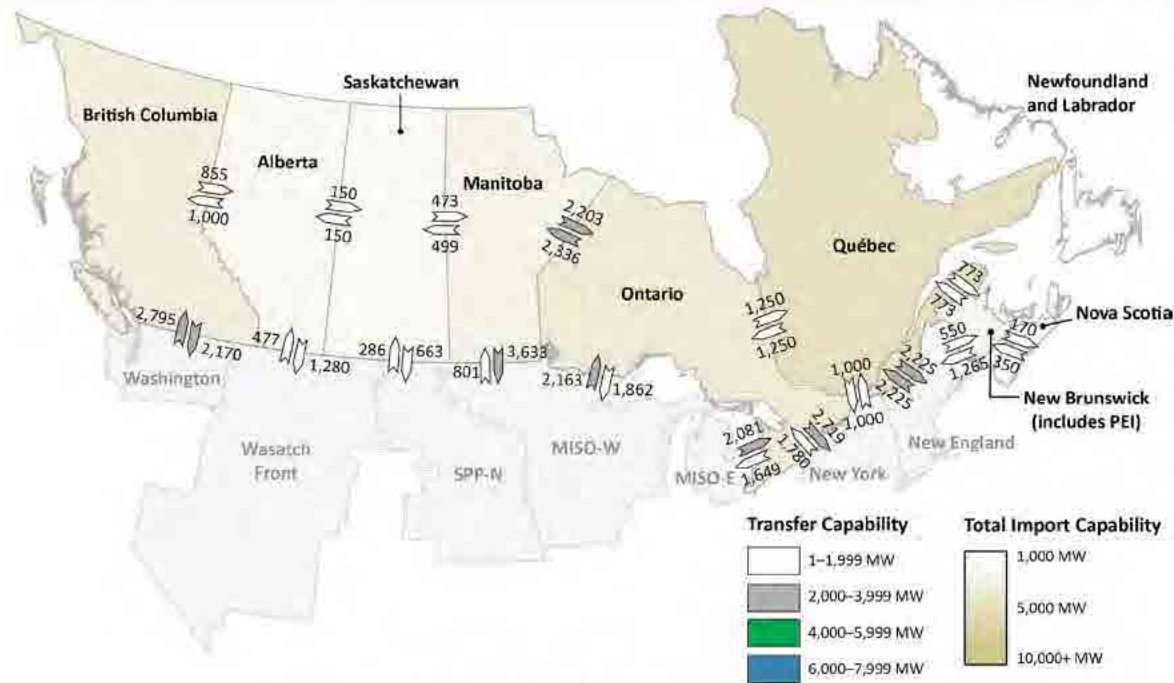 Saskatchewan
Newfoundland
and Labrador
British Columbia
Alberta
Manitoba
Québec
Ontario
Nova Scotia
New Brunswick
(includes PEI)
855
1,000
150
150
473
499
2,203
2,336
1,250
1,250
773
773
170
350
550
1,265
2,225
2,225
1,000
1,000
2,795
2,170
477
1,280
286
663
801
3,633
2,163
1,862
2,081
1,649
1,780
2,719
Washington
Wasatch
Front
SPP-N
MISO-W
MISO-E
New York
New England
Transfer Capability
1–1,999 MW
2,000–3,999 MW
4,000–5,999 MW
6,000–7,999 MW
Total Import Capability
1,000 MW
5,000 MW
10,000+ MW